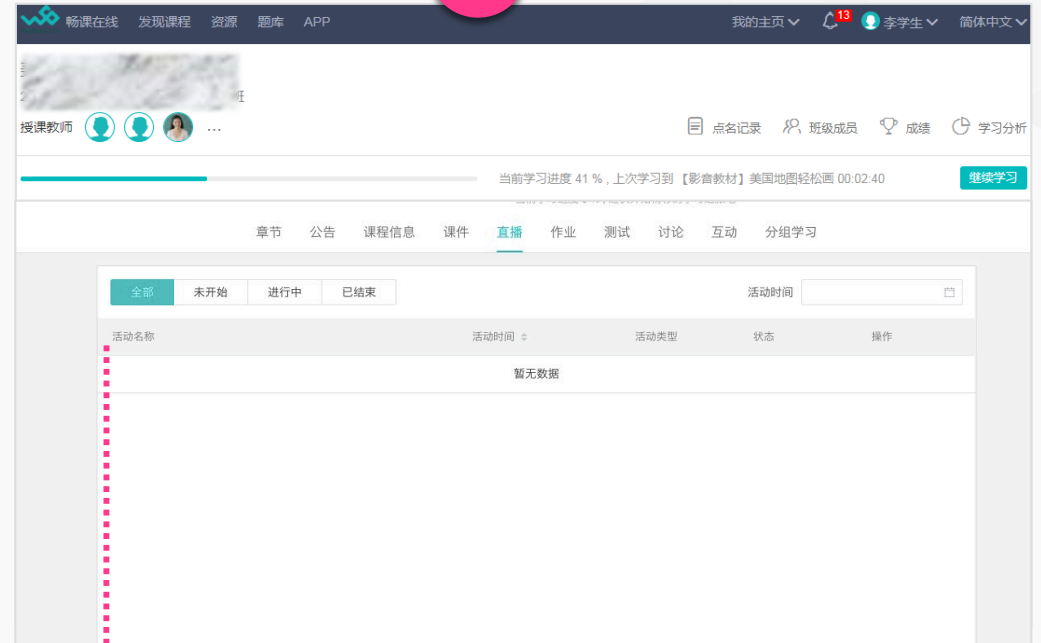 畅课在线 发现课程 资源 题库 APP 我的主页 13 李学生 简体中文
班
授课教师 ... 点名记录 班级成员 成绩 学习分析
当前学习进度 41 % , 上次学习到 【影音教材】美国地图轻松画 00:02:40 继续学习
章节 公告 课程信息 课件 直播 作业 测试 讨论 互动 分组学习
全部 未开始 进行中 已结束 活动时间
活动名称 活动时间 活动类型 状态 操作
暂无数据